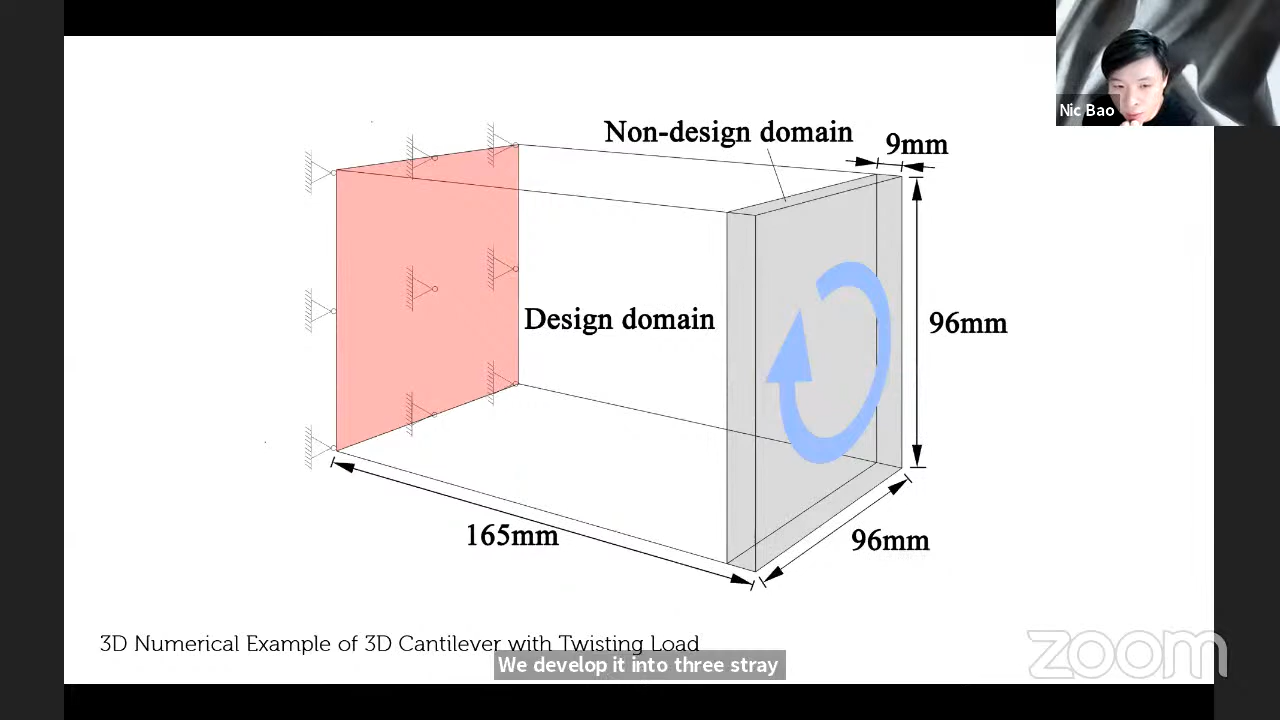 Nic Bao
Non-design domain
9mm
Design domain
96mm
165mm
96mm
3D Numerical Example of 3D Cantilever with Twisting Load
We develop it into three stray
zoom